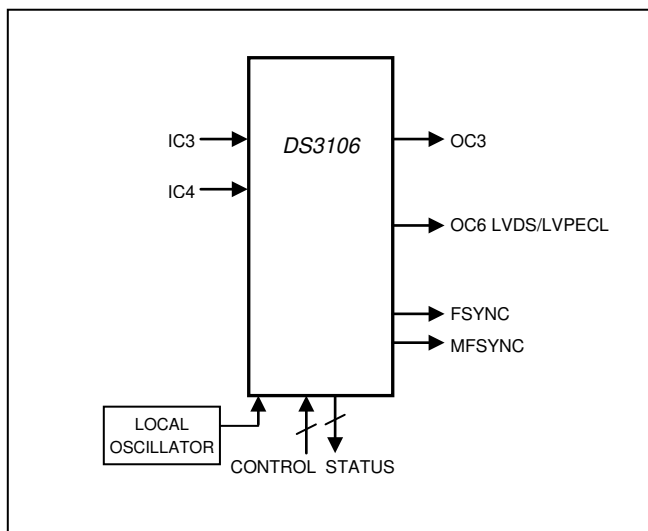 IC3
DS3106
OC3
IC4
OC6 LVDS/LVPECL
FSYNC
MFSYNC
LOCAL
OSCILLATOR
CONTROL STATUS